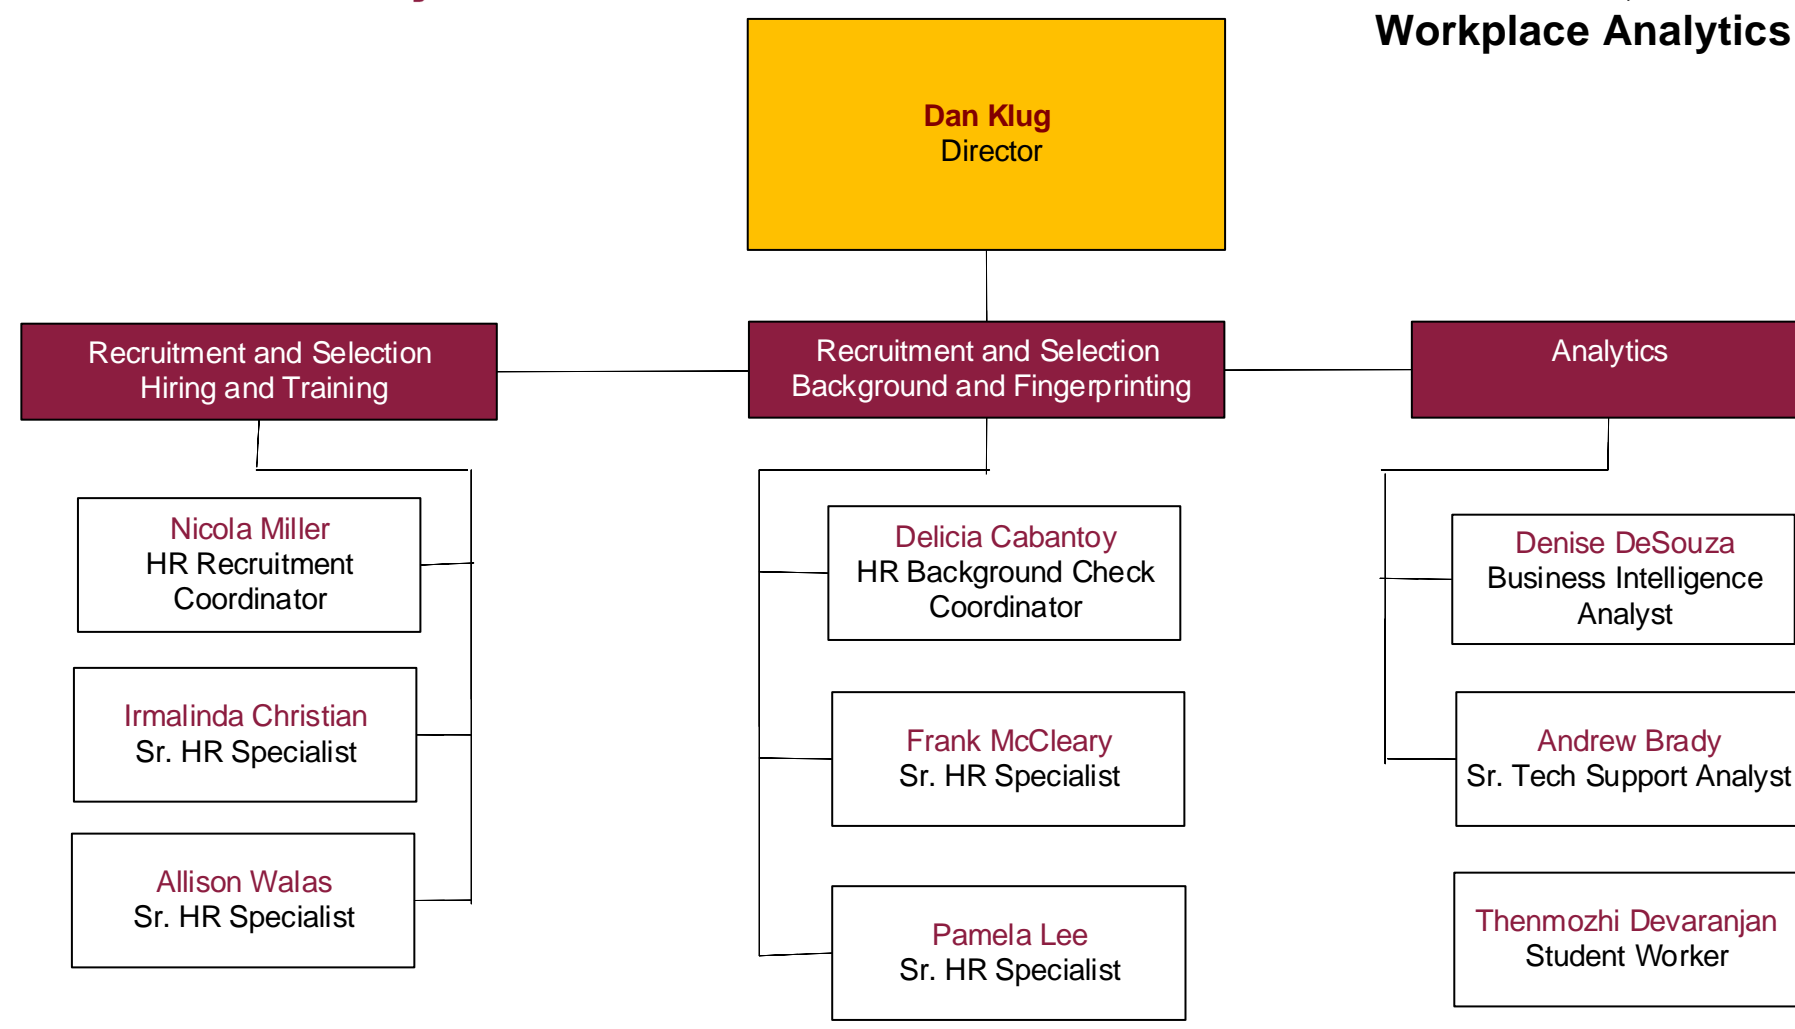 Workplace Analytics
Dan Klug
Director
Recruitment and Selection
Hiring and Training
Recruitment and Selection
Background and Fingerprinting
Analytics
Nicola Miller
HR Recruitment
Coordinator
Irmalinda Christian
Sr. HR Specialist
Allison Walas
Sr. HR Specialist
Delicia Cabantoy
HR Background Check
Coordinator
Frank McCleary
Sr. HR Specialist
Pamela Lee
Sr. HR Specialist
Denise DeSouza
Business Intelligence
Analyst
Andrew Brady
Sr. Tech Support Analyst
Thenmozhi Devaranjan
Student Worker